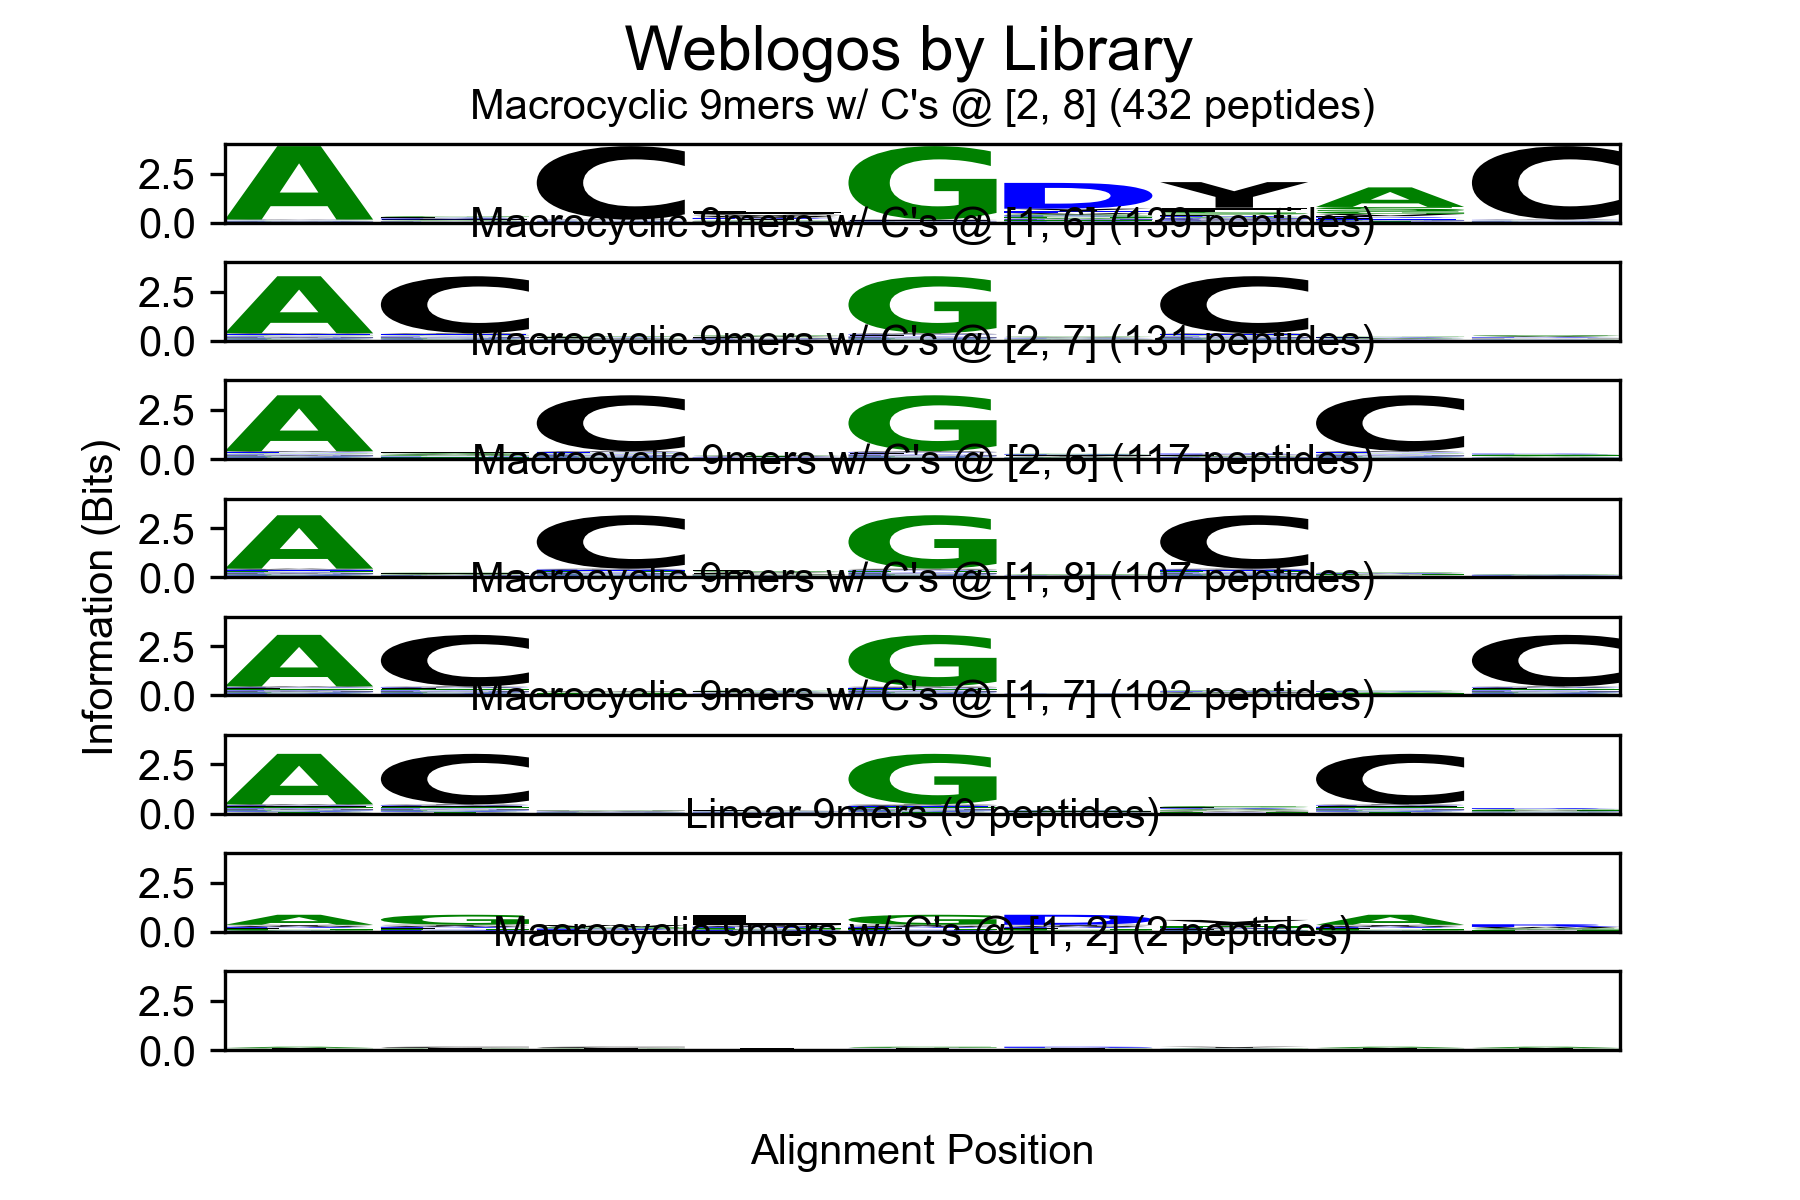 Weblogos by Library
Macrocyclic 9mers w/ C's @ [2, 8] (432 peptides)
2.5
A C G D Y A C
0.0
Macrocyclic 9mers w/ C's @ [1, 6] (139 peptides)
2.5
A C G C
0.0
Macrocyclic 9mers w/ C's @ [2, 7] (131 peptides)
2.5
A C G C
0.0
Macrocyclic 9mers w/ C's @ [2, 6] (117 peptides)
2.5
A C G C
0.0
Macrocyclic 9mers w/ C's @ [1, 8] (107 peptides)
2.5
A C G C
0.0
Macrocyclic 9mers w/ C's @ [1, 7] (102 peptides)
2.5
A C G C
0.0
Linear 9mers (9 peptides)
2.5
A G G D A
0.0
Macrocyclic 9mers w/ C's @ [1, 2] (2 peptides)
2.5
0.0
Information (Bits)
Alignment Position